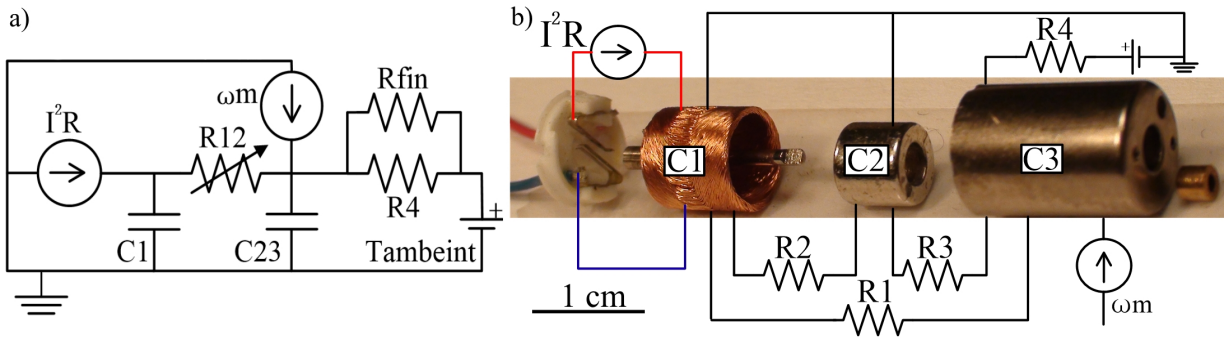 a)
ωm
I²R
R12
Rfin
R4
C1
C23
Tambeint
b)
I²R
R4
C1
C2
C3
R2
R3
R1
ωm
1 cm